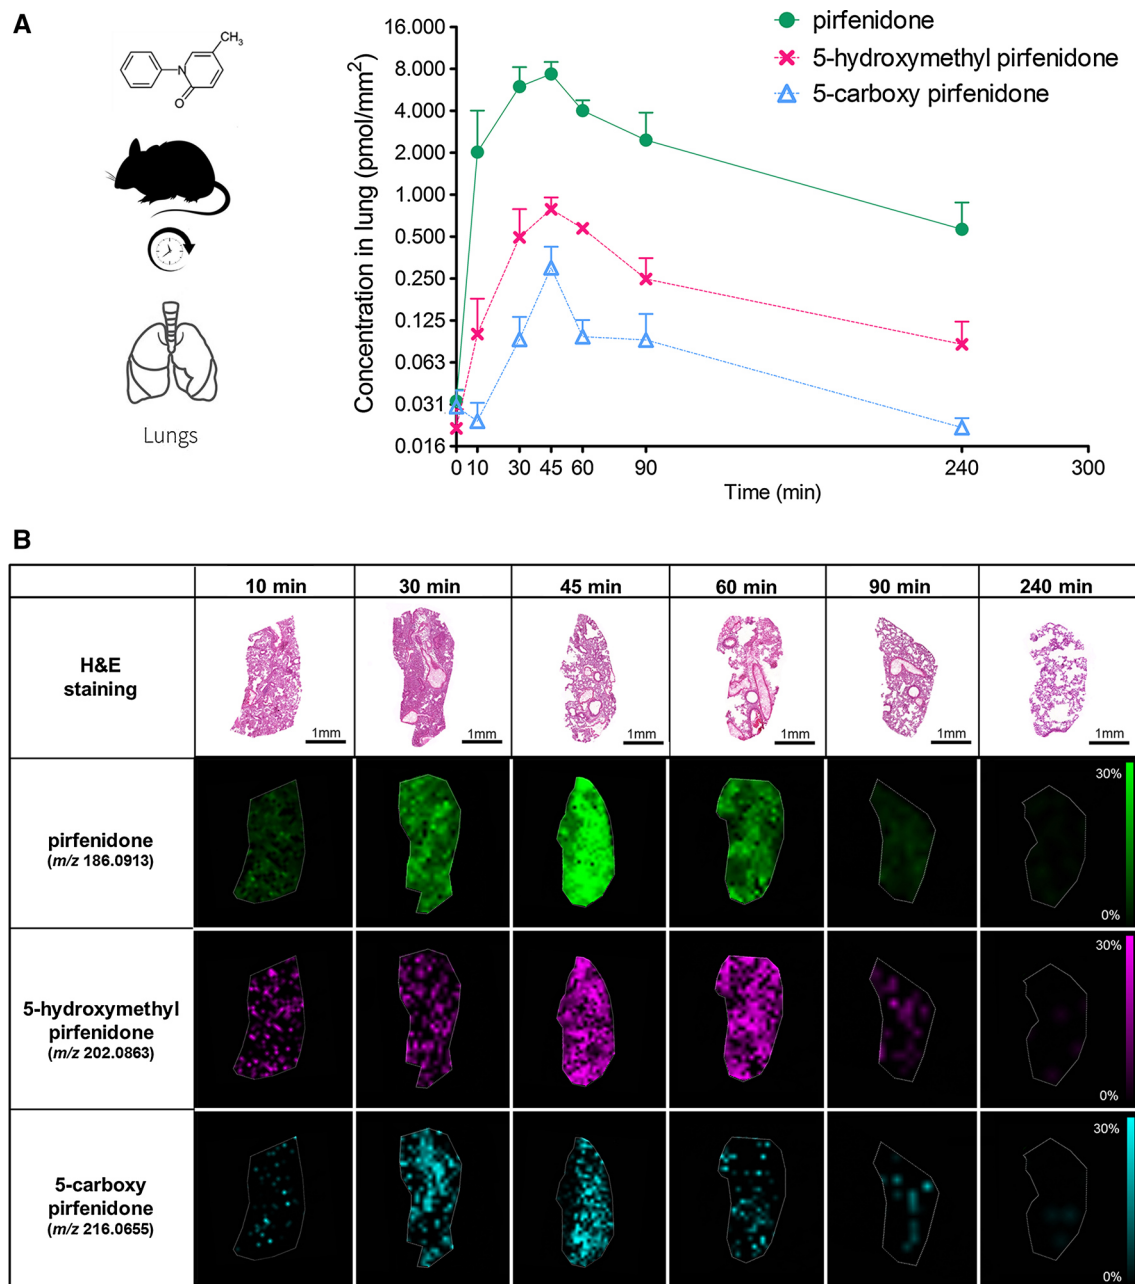 A
CH3
N
O
Lungs
Concentration in lung (pmol/mm2)
16.000
8.000
4.000
2.000
1.000
0.500
0.250
0.125
0.063
0.031
0.016
0 10 30 45 60 90 240 300
Time (min)
pirfenidone
5-hydroxymethyl pirfenidone
5-carboxy pirfenidone
B
10 min 30 min 45 min 60 min 90 min 240 min
H&E
staining
1mm 1mm 1mm 1mm 1mm 1mm
pirfenidone
(m/z 186.0913)
30%
0%
5-hydroxymethyl
pirfenidone
(m/z 202.0863)
30%
0%
5-carboxy
pirfenidone
(m/z 216.0655)
30%
0%